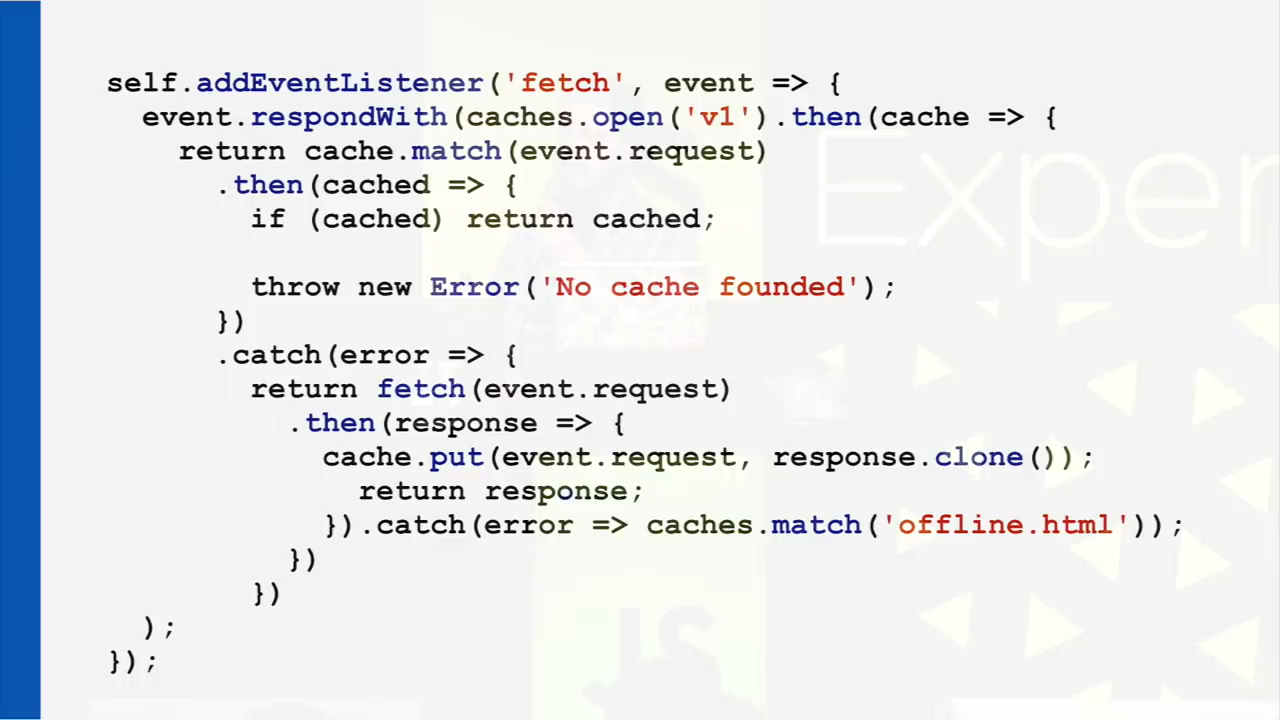 self.addEventListener('fetch', event => {
  event.respondWith(caches.open('v1').then(cache => {
    return cache.match(event.request)
      .then(cached => {
        if (cached) return cached;

        throw new Error('No cache founded');
      })
      .catch(error => {
        return fetch(event.request)
          .then(response => {
            cache.put(event.request, response.clone());
              return response;
            }).catch(error => caches.match('offline.html'));
          })
        })
  );
});
Exper
JS